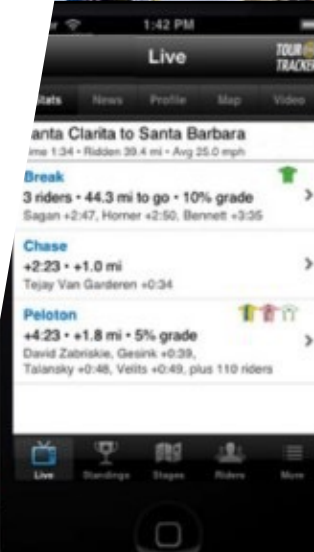 1:42 PM
Live
TOUR
TRACKER
tats
News
Profile
Map
Video
anta Clarita to Santa Barbara
ime 1:34 • Ridden 39.4 mi • Avg 25.0 mph
Break
3 riders • 44.3 mi to go • 10% grade
Sagan +2:47, Horner +2:50, Bennett +3:35
Chase
+2:23 • +1.0 mi
Tejay Van Garderen +0:34
Peloton
+4:23 • +1.8 mi • 5% grade
David Zabriskie, Gesink +0:39,
Talansky +0:48, Velits +0:49, plus 110 riders
Live
Standings
Stages
Riders
More